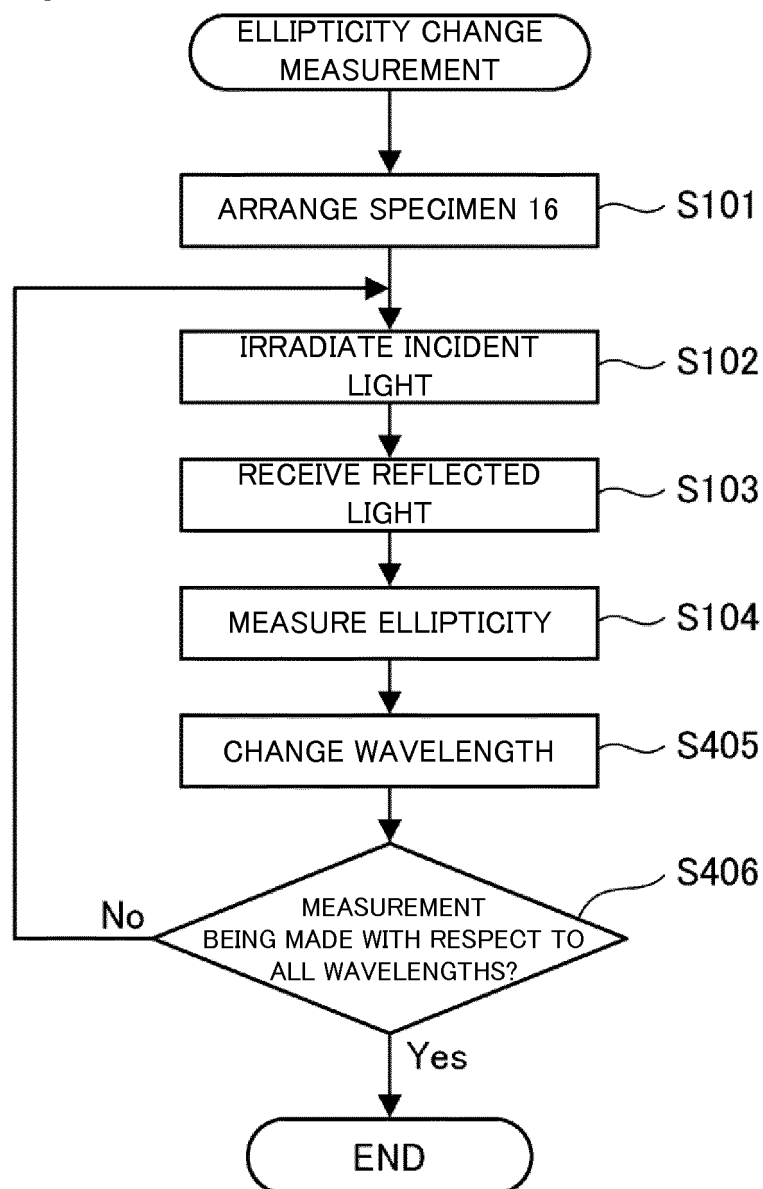 ELLIPTICITY CHANGE
MEASUREMENT
ARRANGE SPECIMEN 16
S101
IRRADIATE INCIDENT
LIGHT
S102
RECEIVE REFLECTED
LIGHT
S103
MEASURE ELLIPTICITY
S104
CHANGE WAVELENGTH
S405
S406
No
MEASUREMENT
BEING MADE WITH RESPECT TO
ALL WAVELENGTHS?
Yes
END